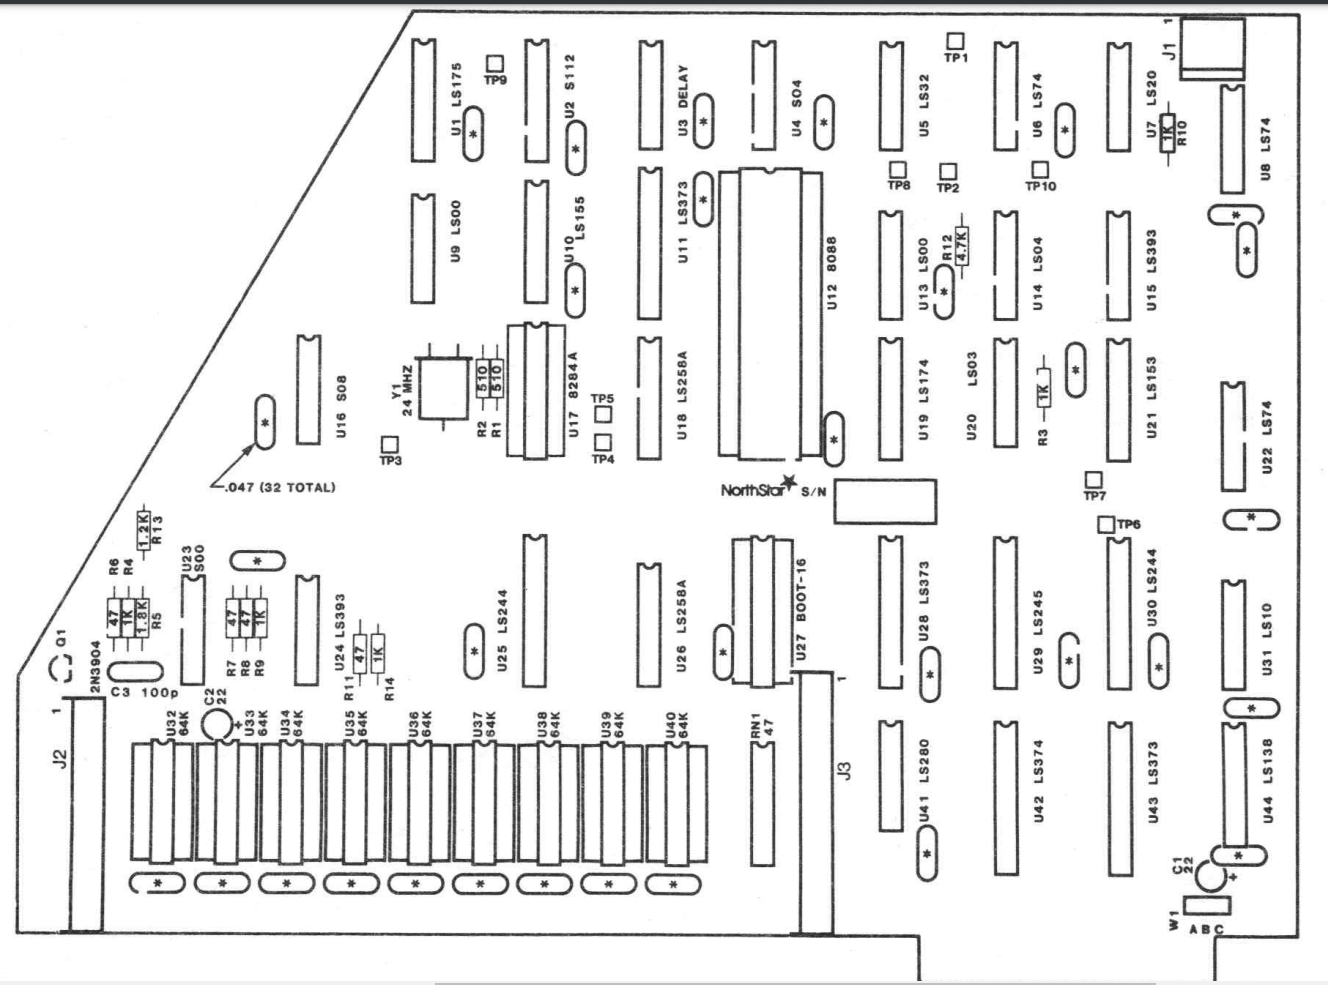 U1 LS175
TP9
U2 S112
U3 DELAY
*
U4 S04
*
U5 LS32
TP1
U6 LS74
*
U7 LS20
1K
R10
J1
1
U8 LS74
*
*
*
*
TP8
TP2
TP10
U9 LS00
U10 LS155
*
U11 LS373
*
U12 8088
U13 LS00
*
R12
4.7K
U14 LS04
U15 LS393
U16 S08
*
.047 (32 TOTAL)
TP3
Y1
24 MHZ
510
510
R2
R1
U17 8284A
TP5
TP4
U18 LS258A
*
NorthStar
S/N
U19 LS174
U20 LS03
1K
R3
*
U21 LS153
TP7
TP6
U22 LS74
*
1.2K
R13
R6
R4
47
1K
1.8K
R5
Q1
2N3904
C3 100p
U23
S00
*
47
47
1K
R7
R8
R9
U24 LS393
47
1K
R11
R14
*
U25 LS244
U26 LS258A
*
U27 BOOT-16
U28 LS373
*
U29 LS245
*
U30 LS244
*
U31 LS10
*
1
J2
C2
22
+
U32
64K
U33
64K
U34
64K
U35
64K
U36
64K
U37
64K
U38
64K
U39
64K
U40
64K
RN1
47
1
J3
U41 LS280
*
U42 LS374
U43 LS373
U44 LS138
*
C1
22
+
W1
A B C
*
*
*
*
*
*
*
*
*